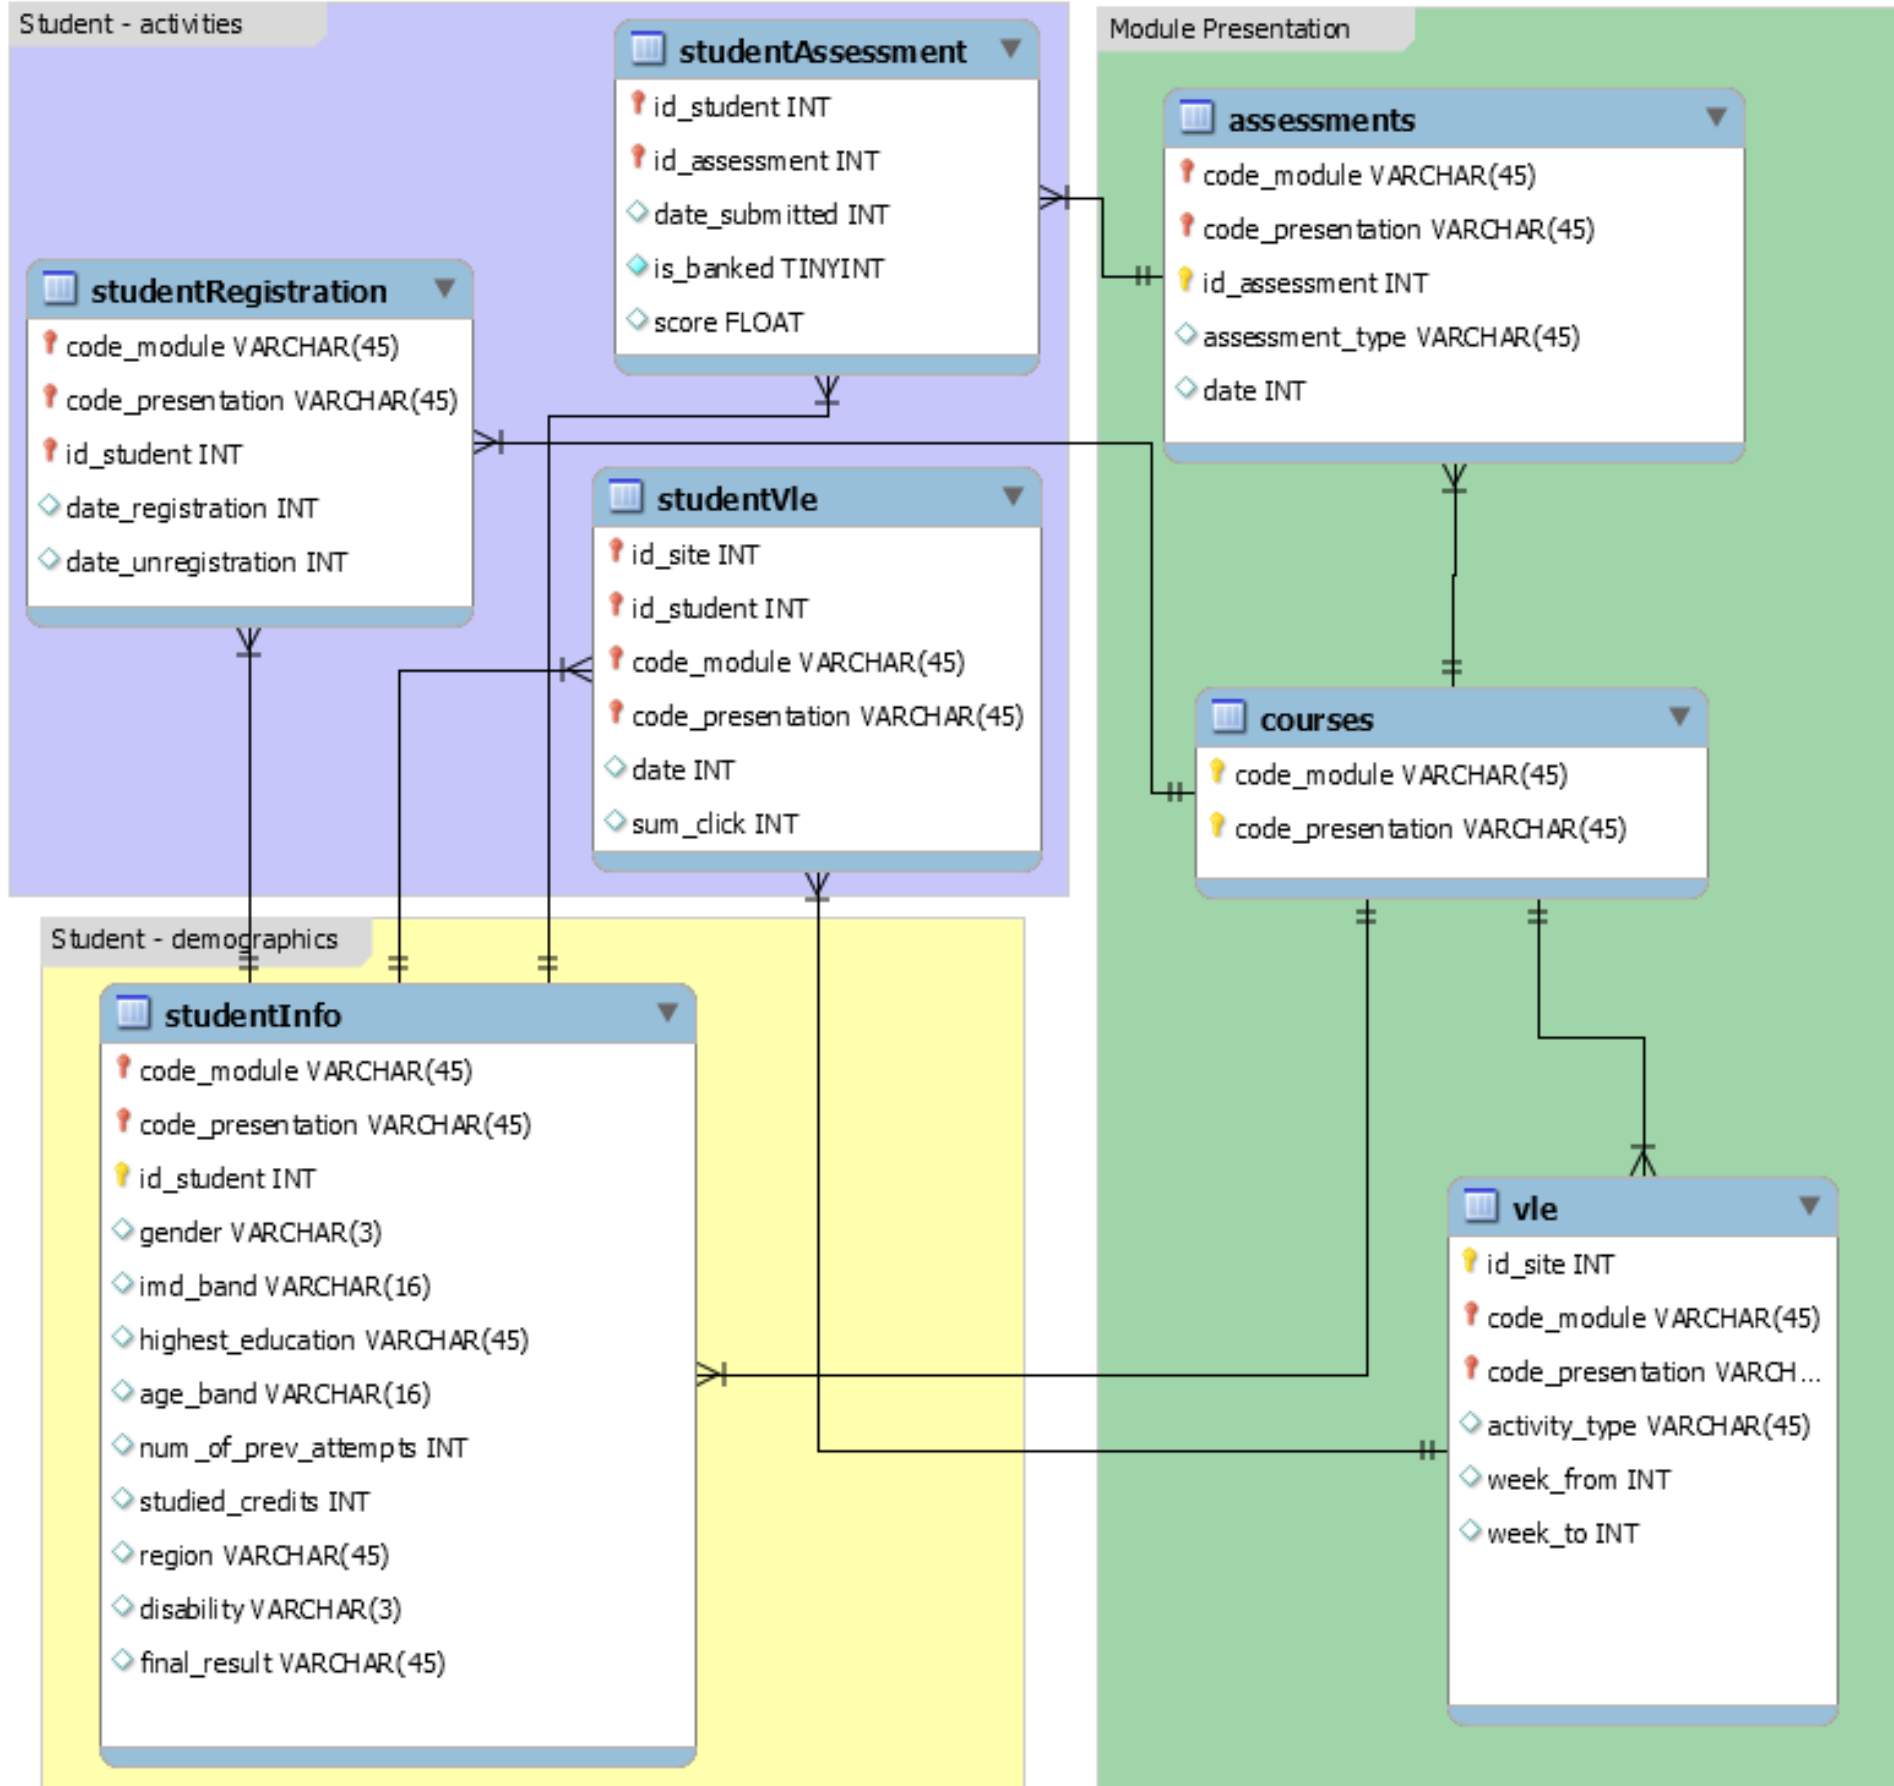 Student - activities
studentAssessment
id_student INT
id_assessment INT
date_submitted INT
is_banked TINYINT
score FLOAT
studentRegistration
code_module VARCHAR(45)
code_presentation VARCHAR(45)
id_student INT
date_registration INT
date_unregistration INT
studentVle
id_site INT
id_student INT
code_module VARCHAR(45)
code_presentation VARCHAR(45)
date INT
sum_click INT
Module Presentation
assessments
code_module VARCHAR(45)
code_presentation VARCHAR(45)
id_assessment INT
assessment_type VARCHAR(45)
date INT
courses
code_module VARCHAR(45)
code_presentation VARCHAR(45)
Student - demographics
studentInfo
code_module VARCHAR(45)
code_presentation VARCHAR(45)
id_student INT
gender VARCHAR(3)
imd_band VARCHAR(16)
highest_education VARCHAR(45)
age_band VARCHAR(16)
num_of_prev_attempts INT
studied_credits INT
region VARCHAR(45)
disability VARCHAR(3)
final_result VARCHAR(45)
vle
id_site INT
code_module VARCHAR(45)
code_presentation VARCH...
activity_type VARCHAR(45)
week_from INT
week_to INT